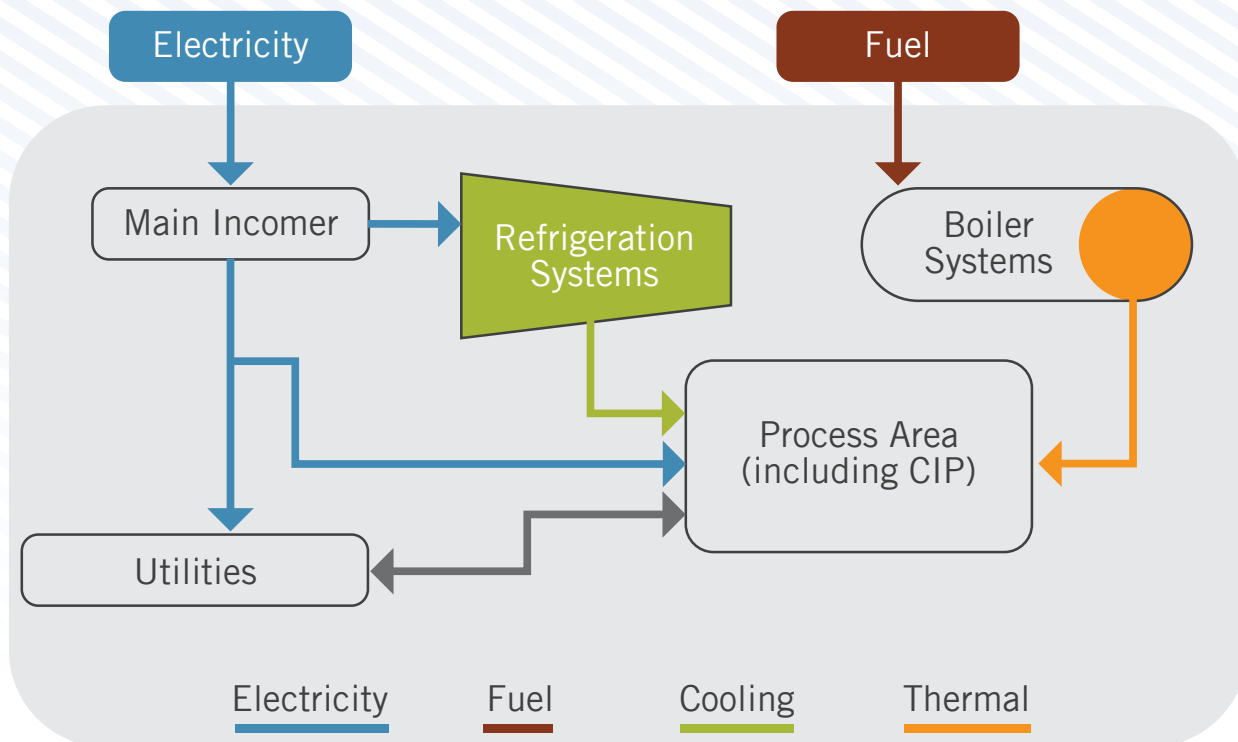 Electricity
Fuel
Main Incomer
Refrigeration
Systems
Boiler
Systems
Process Area
(including CIP)
Utilities
Electricity
Fuel
Cooling
Thermal